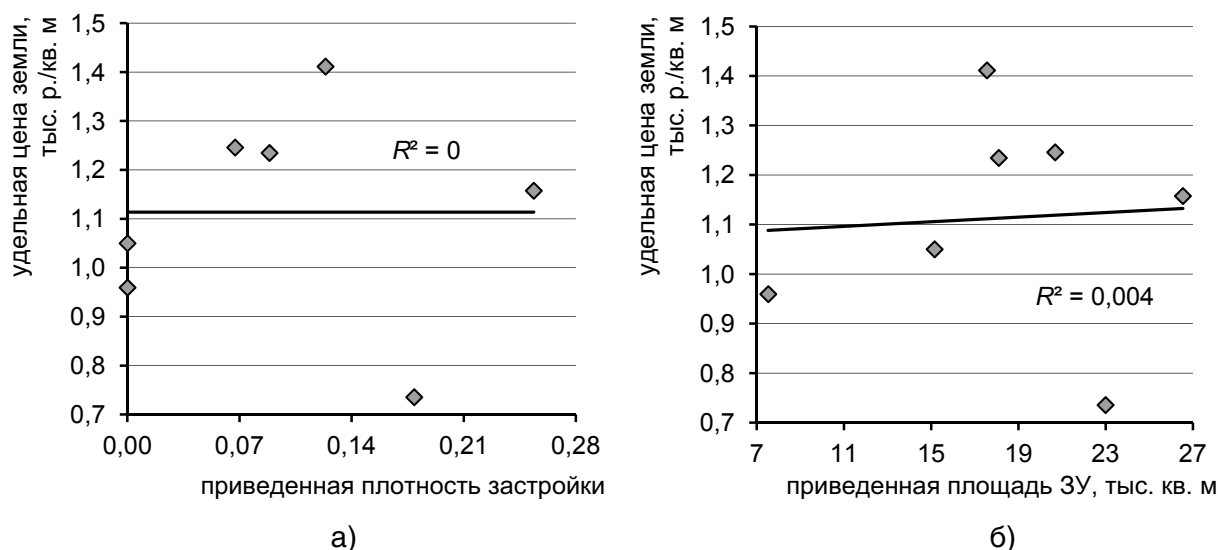 удельная цена земли,
тыс. р./кв. м
1,5
1,4
1,3
1,2
1,1
1,0
0,9
0,8
0,7
R² = 0
0,00 0,07 0,14 0,21 0,28
приведенная плотность застройки
а)
удельная цена земли,
тыс. р./кв. м
1,5
1,4
1,3
1,2
1,1
1,0
0,9
0,8
0,7
R² = 0,004
7 11 15 19 23 27
приведенная площадь ЗУ, тыс. кв. м
б)